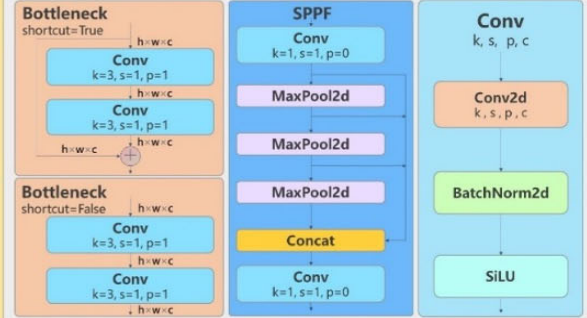 Bottleneck
shortcut=True
h×w×c
Conv
k=3, s=1, p=1
h×w×c
Conv
k=3, s=1, p=1
h×w×c
h×w×c
+
Bottleneck
shortcut=False
h×w×c
Conv
k=3, s=1, p=1
h×w×c
Conv
k=3, s=1, p=1
h×w×c
SPPF
Conv
k=1, s=1, p=0
MaxPool2d
MaxPool2d
MaxPool2d
Concat
Conv
k=1, s=1, p=0
Conv
k, s, p, c
Conv2d
k, s, p, c
BatchNorm2d
SiLU